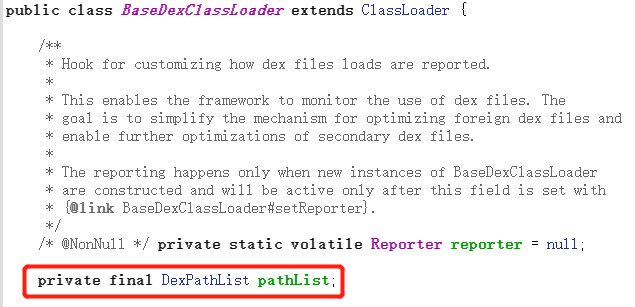 public class BaseDexClassLoader extends ClassLoader {
/**
* Hook for customizing how dex files loads are reported.
*
* This enables the framework to monitor the use of dex files. The
* goal is to simplify the mechanism for optimizing foreign dex files and
* enable further optimizations of secondary dex files.
*
* The reporting happens only when new instances of BaseDexClassLoader
* are constructed and will be active only after this field is set with
* {@link BaseDexClassLoader#setReporter}.
*/
/* @NonNull */ private static volatile Reporter reporter = null;
private final DexPathList pathList;